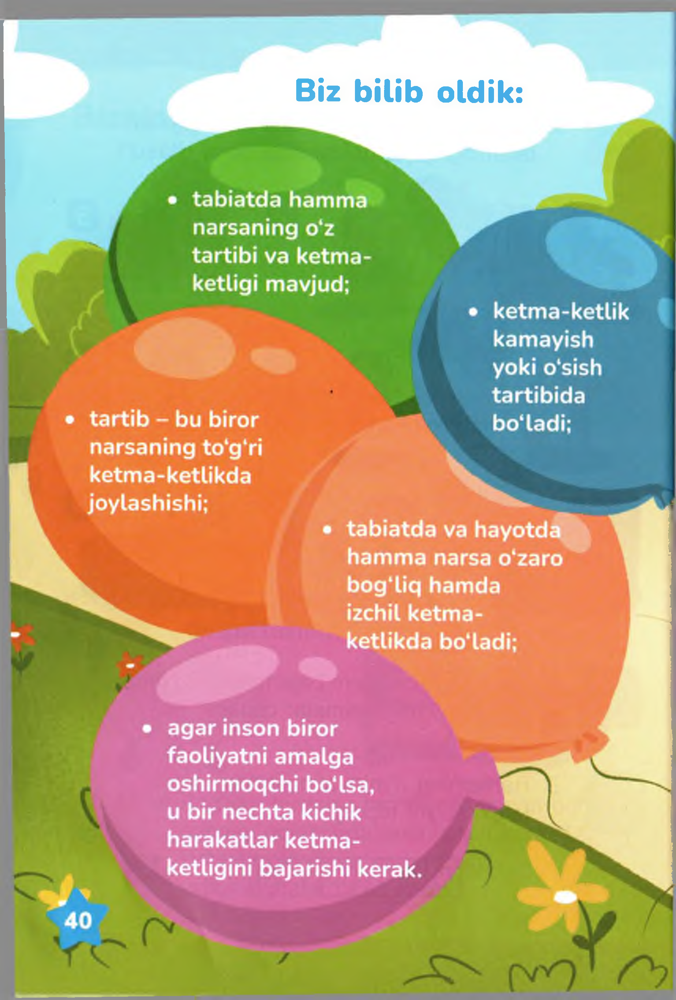 Biz bilib oldik:
• tabiatda hamma
narsaning o‘z
tartibi va ketma-
ketligi mavjud;
• ketma-ketlik
kamayish
yoki o‘sish
tartibida
bo‘ladi;
• tartib – bu biror
narsaning to‘g‘ri
ketma-ketlikda
joylashishi;
• tabiatda va hayotda
hamma narsa o‘zaro
bog‘liq hamda
izchil ketma-
ketlikda bo‘ladi;
• agar inson biror
faoliyatni amalga
oshirmoqchi bo‘lsa,
u bir nechta kichik
harakatlar ketma-
ketligini bajarishi kerak.
40